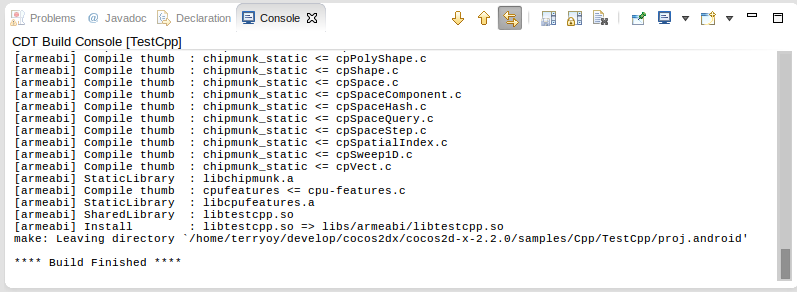 Problems @ Javadoc Declaration Console
CDT Build Console [TestCpp]
[armeabi] Compile thumb  : chipmunk_static <= cpPolyShape.c
[armeabi] Compile thumb  : chipmunk_static <= cpShape.c
[armeabi] Compile thumb  : chipmunk_static <= cpSpace.c
[armeabi] Compile thumb  : chipmunk_static <= cpSpaceComponent.c
[armeabi] Compile thumb  : chipmunk_static <= cpSpaceHash.c
[armeabi] Compile thumb  : chipmunk_static <= cpSpaceQuery.c
[armeabi] Compile thumb  : chipmunk_static <= cpSpaceStep.c
[armeabi] Compile thumb  : chipmunk_static <= cpSpatialIndex.c
[armeabi] Compile thumb  : chipmunk_static <= cpSweep1D.c
[armeabi] Compile thumb  : chipmunk_static <= cpVect.c
[armeabi] StaticLibrary  : libchipmunk.a
[armeabi] Compile thumb  : cpufeatures <= cpu-features.c
[armeabi] StaticLibrary  : libcpufeatures.a
[armeabi] SharedLibrary  : libtestcpp.so
[armeabi] Install        : libtestcpp.so => libs/armeabi/libtestcpp.so
make: Leaving directory `/home/terryoy/develop/cocos2dx/cocos2d-x-2.2.0/samples/Cpp/TestCpp/proj.android'
**** Build Finished ****